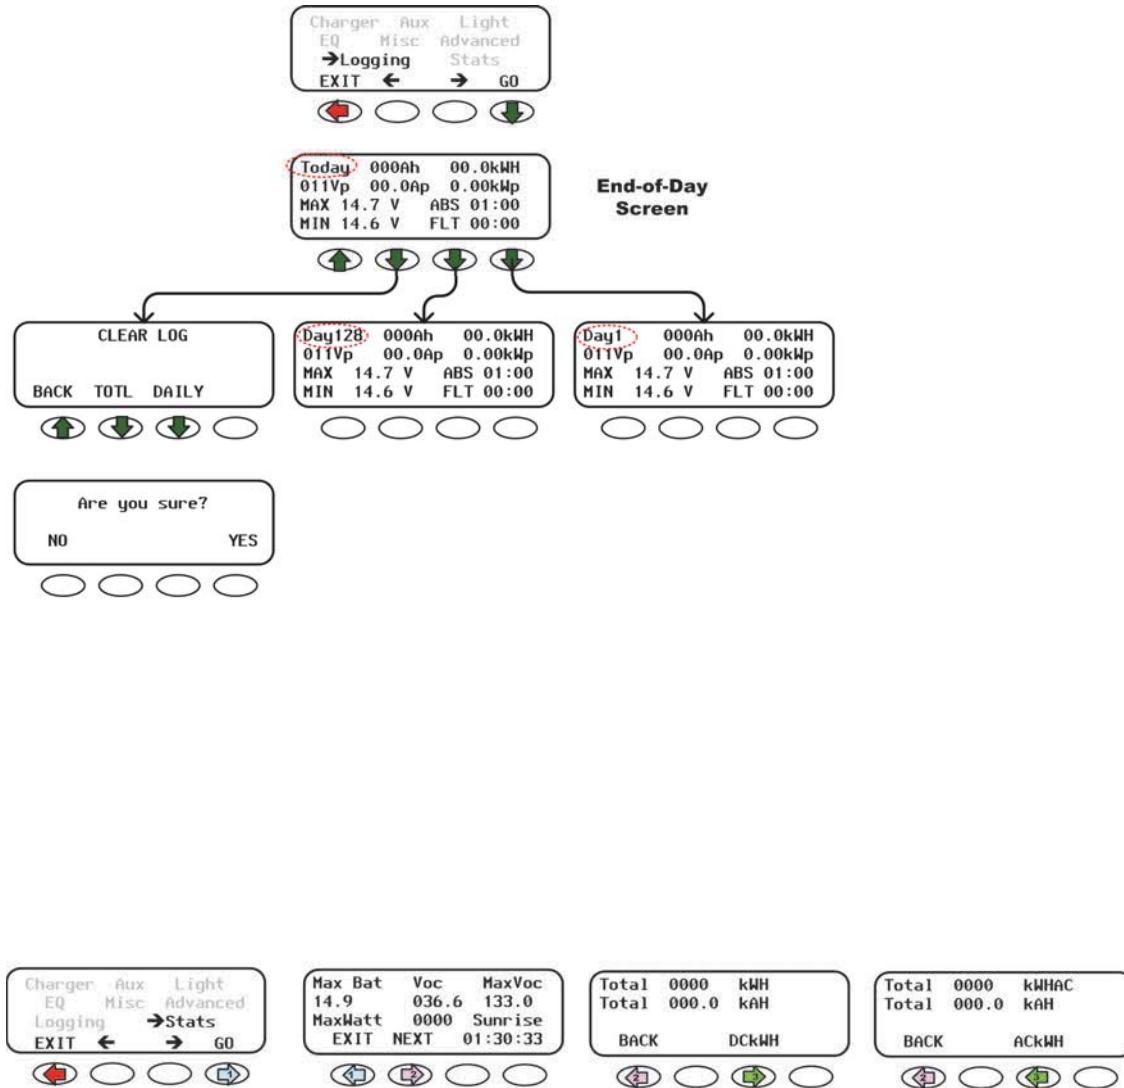 Charger Aux Light
EQ Misc Advanced
➔Logging Stats
EXIT ← → GO
Today 000Ah 00.0kWH
011Vp 00.0Ap 0.00kWp
MAX 14.7 V ABS 01:00
MIN 14.6 V FLT 00:00
End-of-Day
Screen
CLEAR LOG
BACK TOTL DAILY
Day128 000Ah 00.0kWH
011Vp 00.0Ap 0.00kWp
MAX 14.7 V ABS 01:00
MIN 14.6 V FLT 00:00
Day1 000Ah 00.0kWH
011Vp 00.0Ap 0.00kWp
MAX 14.7 V ABS 01:00
MIN 14.6 V FLT 00:00
Are you sure?
NO YES
Charger Aux Light
EQ Misc Advanced
Logging ➔Stats
EXIT ← → GO
1
Max Bat Voc MaxVoc
14.9 036.6 133.0
MaxWatt 0000 Sunrise
EXIT NEXT 01:30:33
1 2
Total 0000 kWH
Total 000.0 kAH
BACK DCkWH
2 3
Total 0000 kWHAC
Total 000.0 kAH
BACK ACkWH
2 3